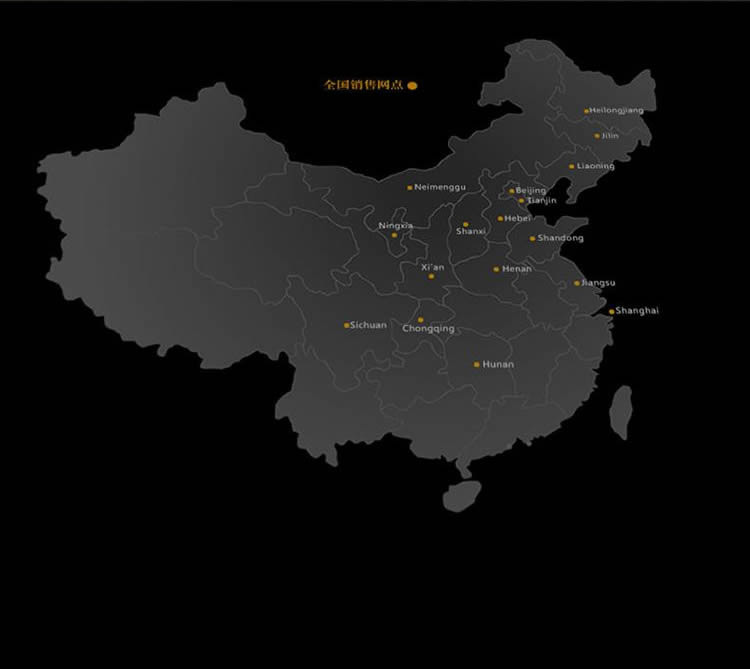 全国销售网点
Heilongjiang
Jilin
Liaoning
Neimenggu
Beijing
Tianjin
Hebei
Ningxia
Shanxi
Shandong
Xi'an
Henan
Jiangsu
Shanghai
Sichuan
Chongqing
Hunan